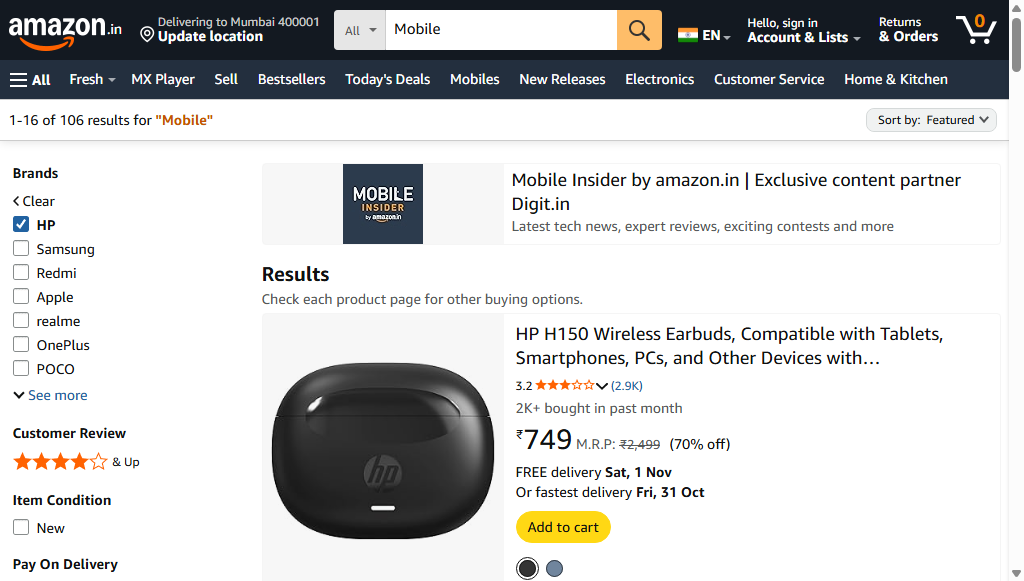 amazon.in
Delivering to Mumbai 400001
Update location
All
Mobile
EN
Hello, sign in
Account & Lists
Returns
& Orders
0
All
Fresh
MX Player
Sell
Bestsellers
Today's Deals
Mobiles
New Releases
Electronics
Customer Service
Home & Kitchen
1-16 of 106 results for "Mobile"
Sort by: Featured
Brands
Clear
HP
Samsung
Redmi
Apple
realme
OnePlus
POCO
See more
Customer Review
& Up
Item Condition
New
Pay On Delivery
MOBILE
INSIDER
by amazon.in
Mobile Insider by amazon.in | Exclusive content partner
Digit.in
Latest tech news, expert reviews, exciting contests and more
Results
Check each product page for other buying options.
hp
HP H150 Wireless Earbuds, Compatible with Tablets,
Smartphones, PCs, and Other Devices with…
3.2 (2.9K)
2K+ bought in past month
₹749 M.R.P: ₹2,499 (70% off)
FREE delivery Sat, 1 Nov
Or fastest delivery Fri, 31 Oct
Add to cart